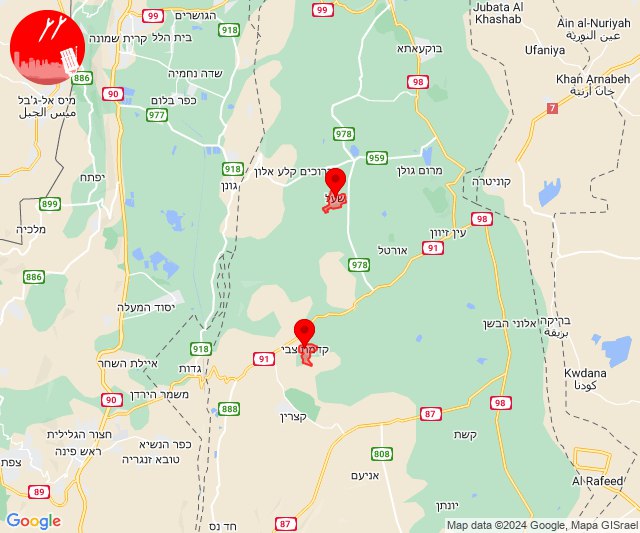 Jubata Al
Khashab
99
הגושרים
99
918
בית הלל
קרית שמונה
Ain al-Nuriyah
عين النورية
Ufaniya
בוקעאתא
שדה נחמיה
886
98
Khan Arnabeh
خان أرنبة
מיס אל-ג'בל
ميس الجبل
90
כפר בלום
977
7
978
918
959
קלע אלון
מרום גולן
גונן
יפתח
קוניטרה
שעל
899
98
מלכיה
עין זיוון
91
אורטל
978
886
יסוד המעלה
אלוני הבשן
בריקה
بريقة
918
קדמת צבי
91
איילת השחר
גדות
Kwdana
كودنا
משמר הירדן
90
98
888
87
קצרין
חצור הגלילית
קשת
כפר הנשיא
ראש פינה
טובא זנגריה
808
צפת
אניעם
Al Rafeed
89
יונתן
87
חד נס
Google
Map data ©2024 Google, Mapa GISrael